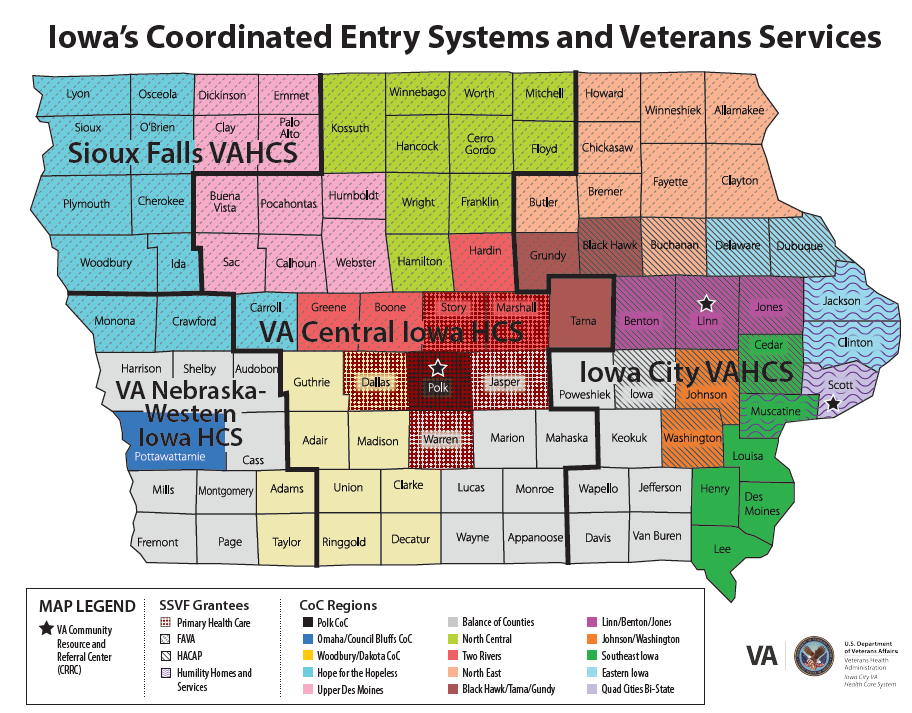 Iowa's Coordinated Entry Systems and Veterans Services
Lyon
Osceola
Dickinson
Emmet
Winnebago
Worth
Mitchell
Howard
Winneshiek
Allamakee
Sioux
O'Brien
Clay
Palo
Alto
Kossuth
Hancock
Cerro
Gordo
Floyd
Chickasaw
Sioux Falls VAHCS
Plymouth
Cherokee
Buena
Vista
Pocahontas
Humboldt
Wright
Franklin
Butler
Bremer
Fayette
Clayton
Woodbury
Ida
Sac
Calhoun
Webster
Hamilton
Hardin
Grundy
Black Hawk
Buchanan
Delaware
Dubuque
Monona
Crawford
Carroll
Greene
Boone
Story
Marshall
Tama
Benton
Linn
Jones
Jackson
VA Central Iowa HCS
Clinton
Cedar
Harrison
Shelby
Audobon
Guthrie
Dallas
Polk
Jasper
Poweshiek
Iowa
Johnson
Scott
Iowa City VAHCS
Muscatine
VA Nebraska-
Western
Iowa HCS
Pottawattamie
Cass
Adair
Madison
Warren
Marion
Mahaska
Keokuk
Washington
Louisa
Mills
Montgomery
Adams
Union
Clarke
Lucas
Monroe
Wapello
Jefferson
Henry
Des
Moines
Fremont
Page
Taylor
Ringgold
Decatur
Wayne
Appanoose
Davis
Van Buren
Lee
MAP LEGEND
VA Community
Resource and
Referral Center
(CRRC)
SSVF Grantees
Primary Health Care
FAVA
HACAP
Humility Homes and
Services
CoC Regions
Polk CoC
Omaha/Council Bluffs CoC
Woodbury/Dakota CoC
Hope for the Hopeless
Upper Des Moines
Balance of Counties
North Central
Two Rivers
North East
Black Hawk/Tama/Gundy
Linn/Benton/Jones
Johnson/Washington
Southeast Iowa
Eastern Iowa
Quad Cities Bi-State
VA
U.S. Department
of Veterans Affairs
Veterans Health
Administration
Iowa City VA
Health Care System